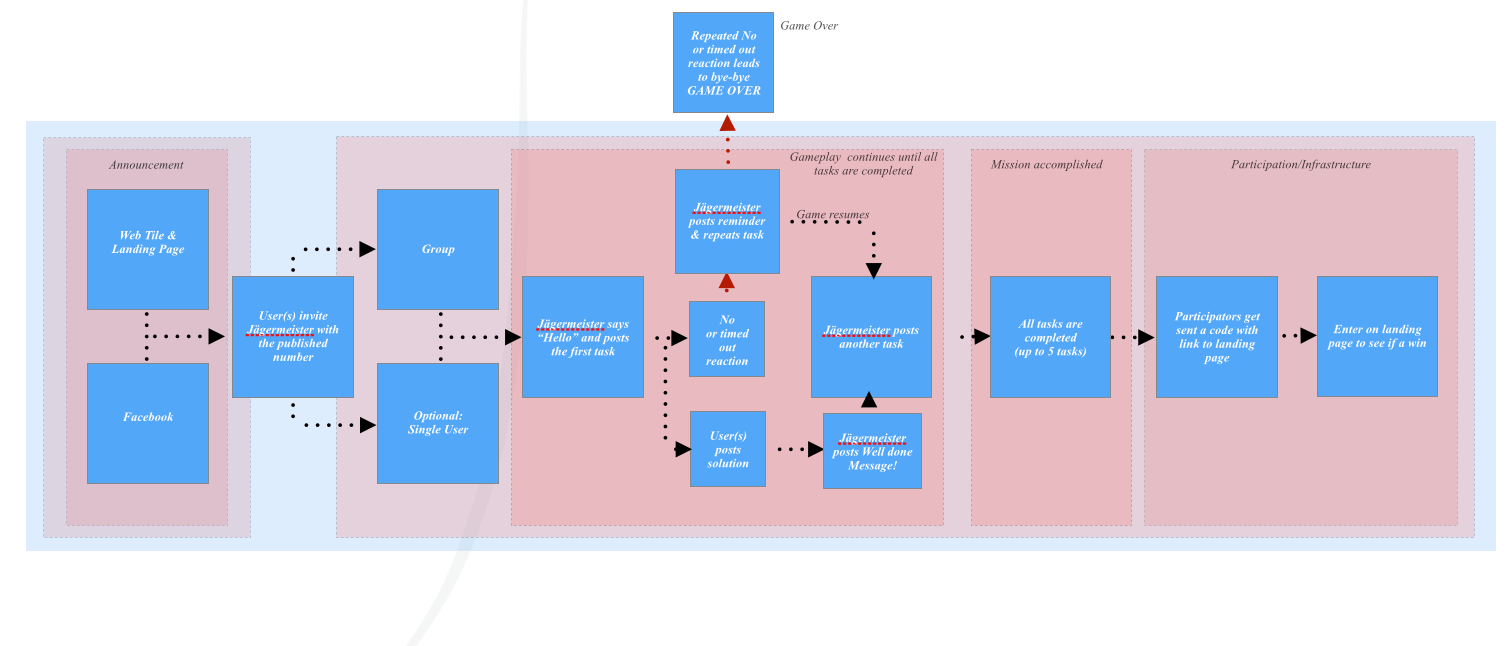 Repeated No
or timed out
reaction leads
to bye-bye
GAME OVER
Game Over
Announcement
Web Tile &
Landing Page
Facebook
User(s) invite
Jägermeister with
the published
number
Group
Optional:
Single User
Jägermeister says
“Hello” and posts
the first task
Gameplay  continues until all
tasks are completed
Jägermeister
posts reminder
& repeats task
Game resumes
No
or timed
out
reaction
User(s)
posts
solution
Jägermeister posts
another task
Jägermeister
posts Well done
Message!
Mission accomplished
All tasks are
completed
(up to 5 tasks)
Participation/Infrastructure
Participators get
sent a code with
link to landing
page
Enter on landing
page to see if a win